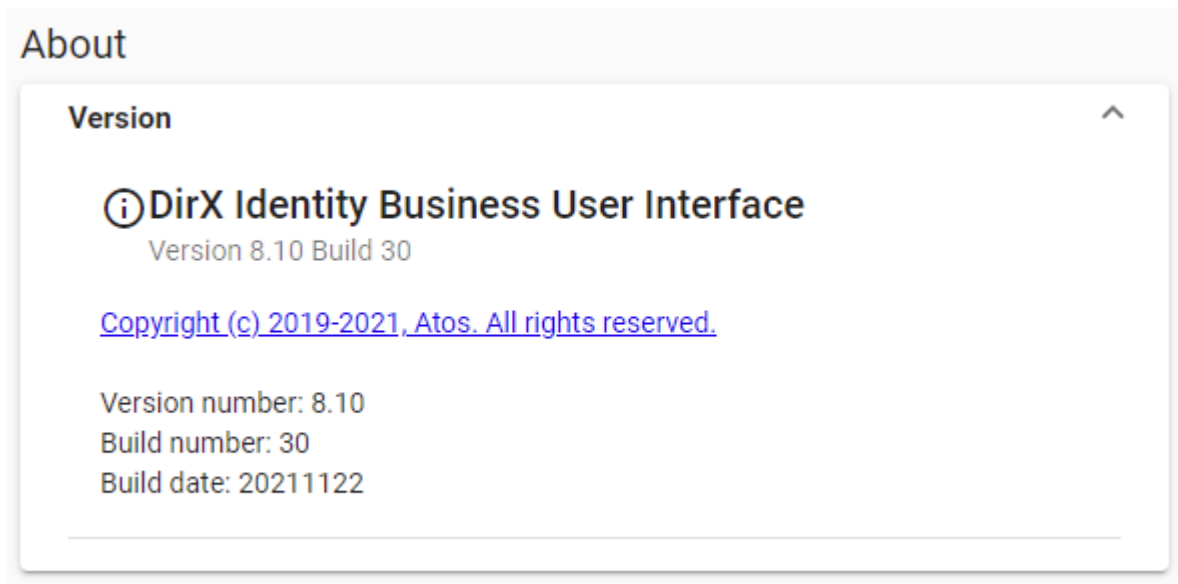 About
Version
DirX Identity Business User Interface
Version 8.10 Build 30
Copyright (c) 2019-2021, Atos. All rights reserved.
Version number: 8.10
Build number: 30
Build date: 20211122